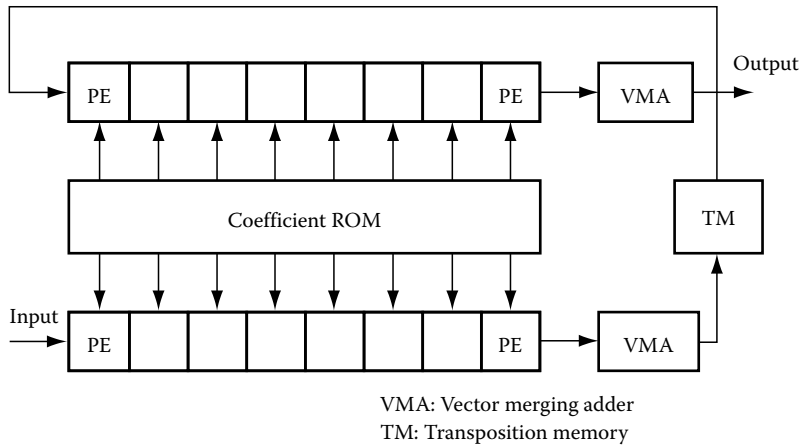 Output
PE
PE
VMA
Coefficient ROM
TM
Input
PE
PE
VMA
VMA: Vector merging adder
TM: Transposition memory